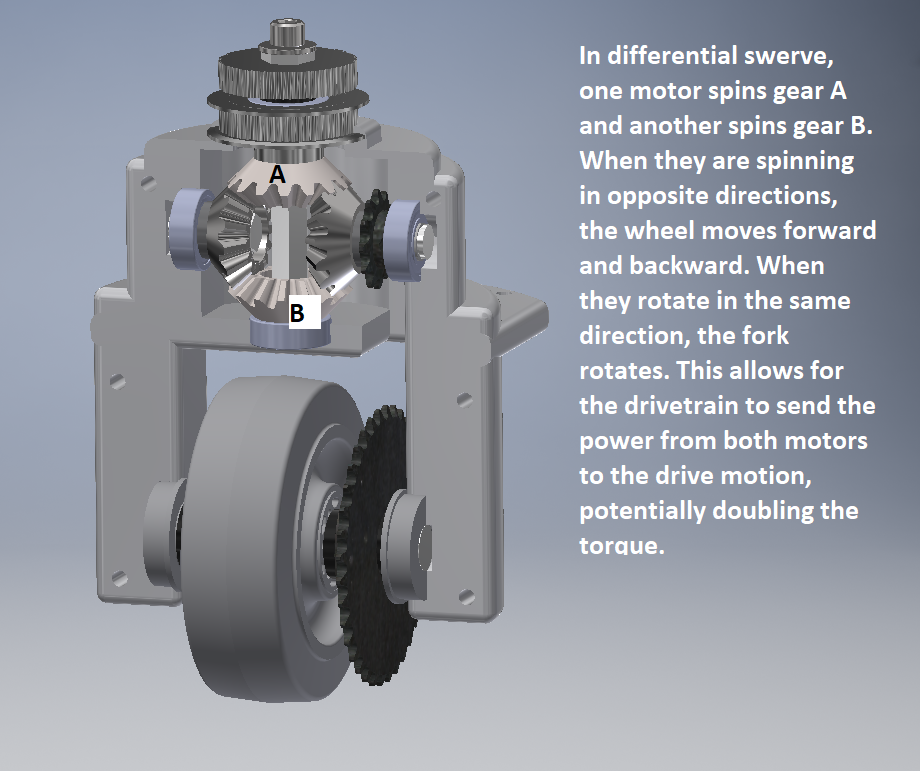 In differential swerve,
one motor spins gear A
and another spins gear B.
When they are spinning
in opposite directions,
the wheel moves forward
and backward. When
they rotate in the same
direction, the fork
rotates. This allows for
the drivetrain to send the
power from both motors
to the drive motion,
potentially doubling the
torque.
A
B